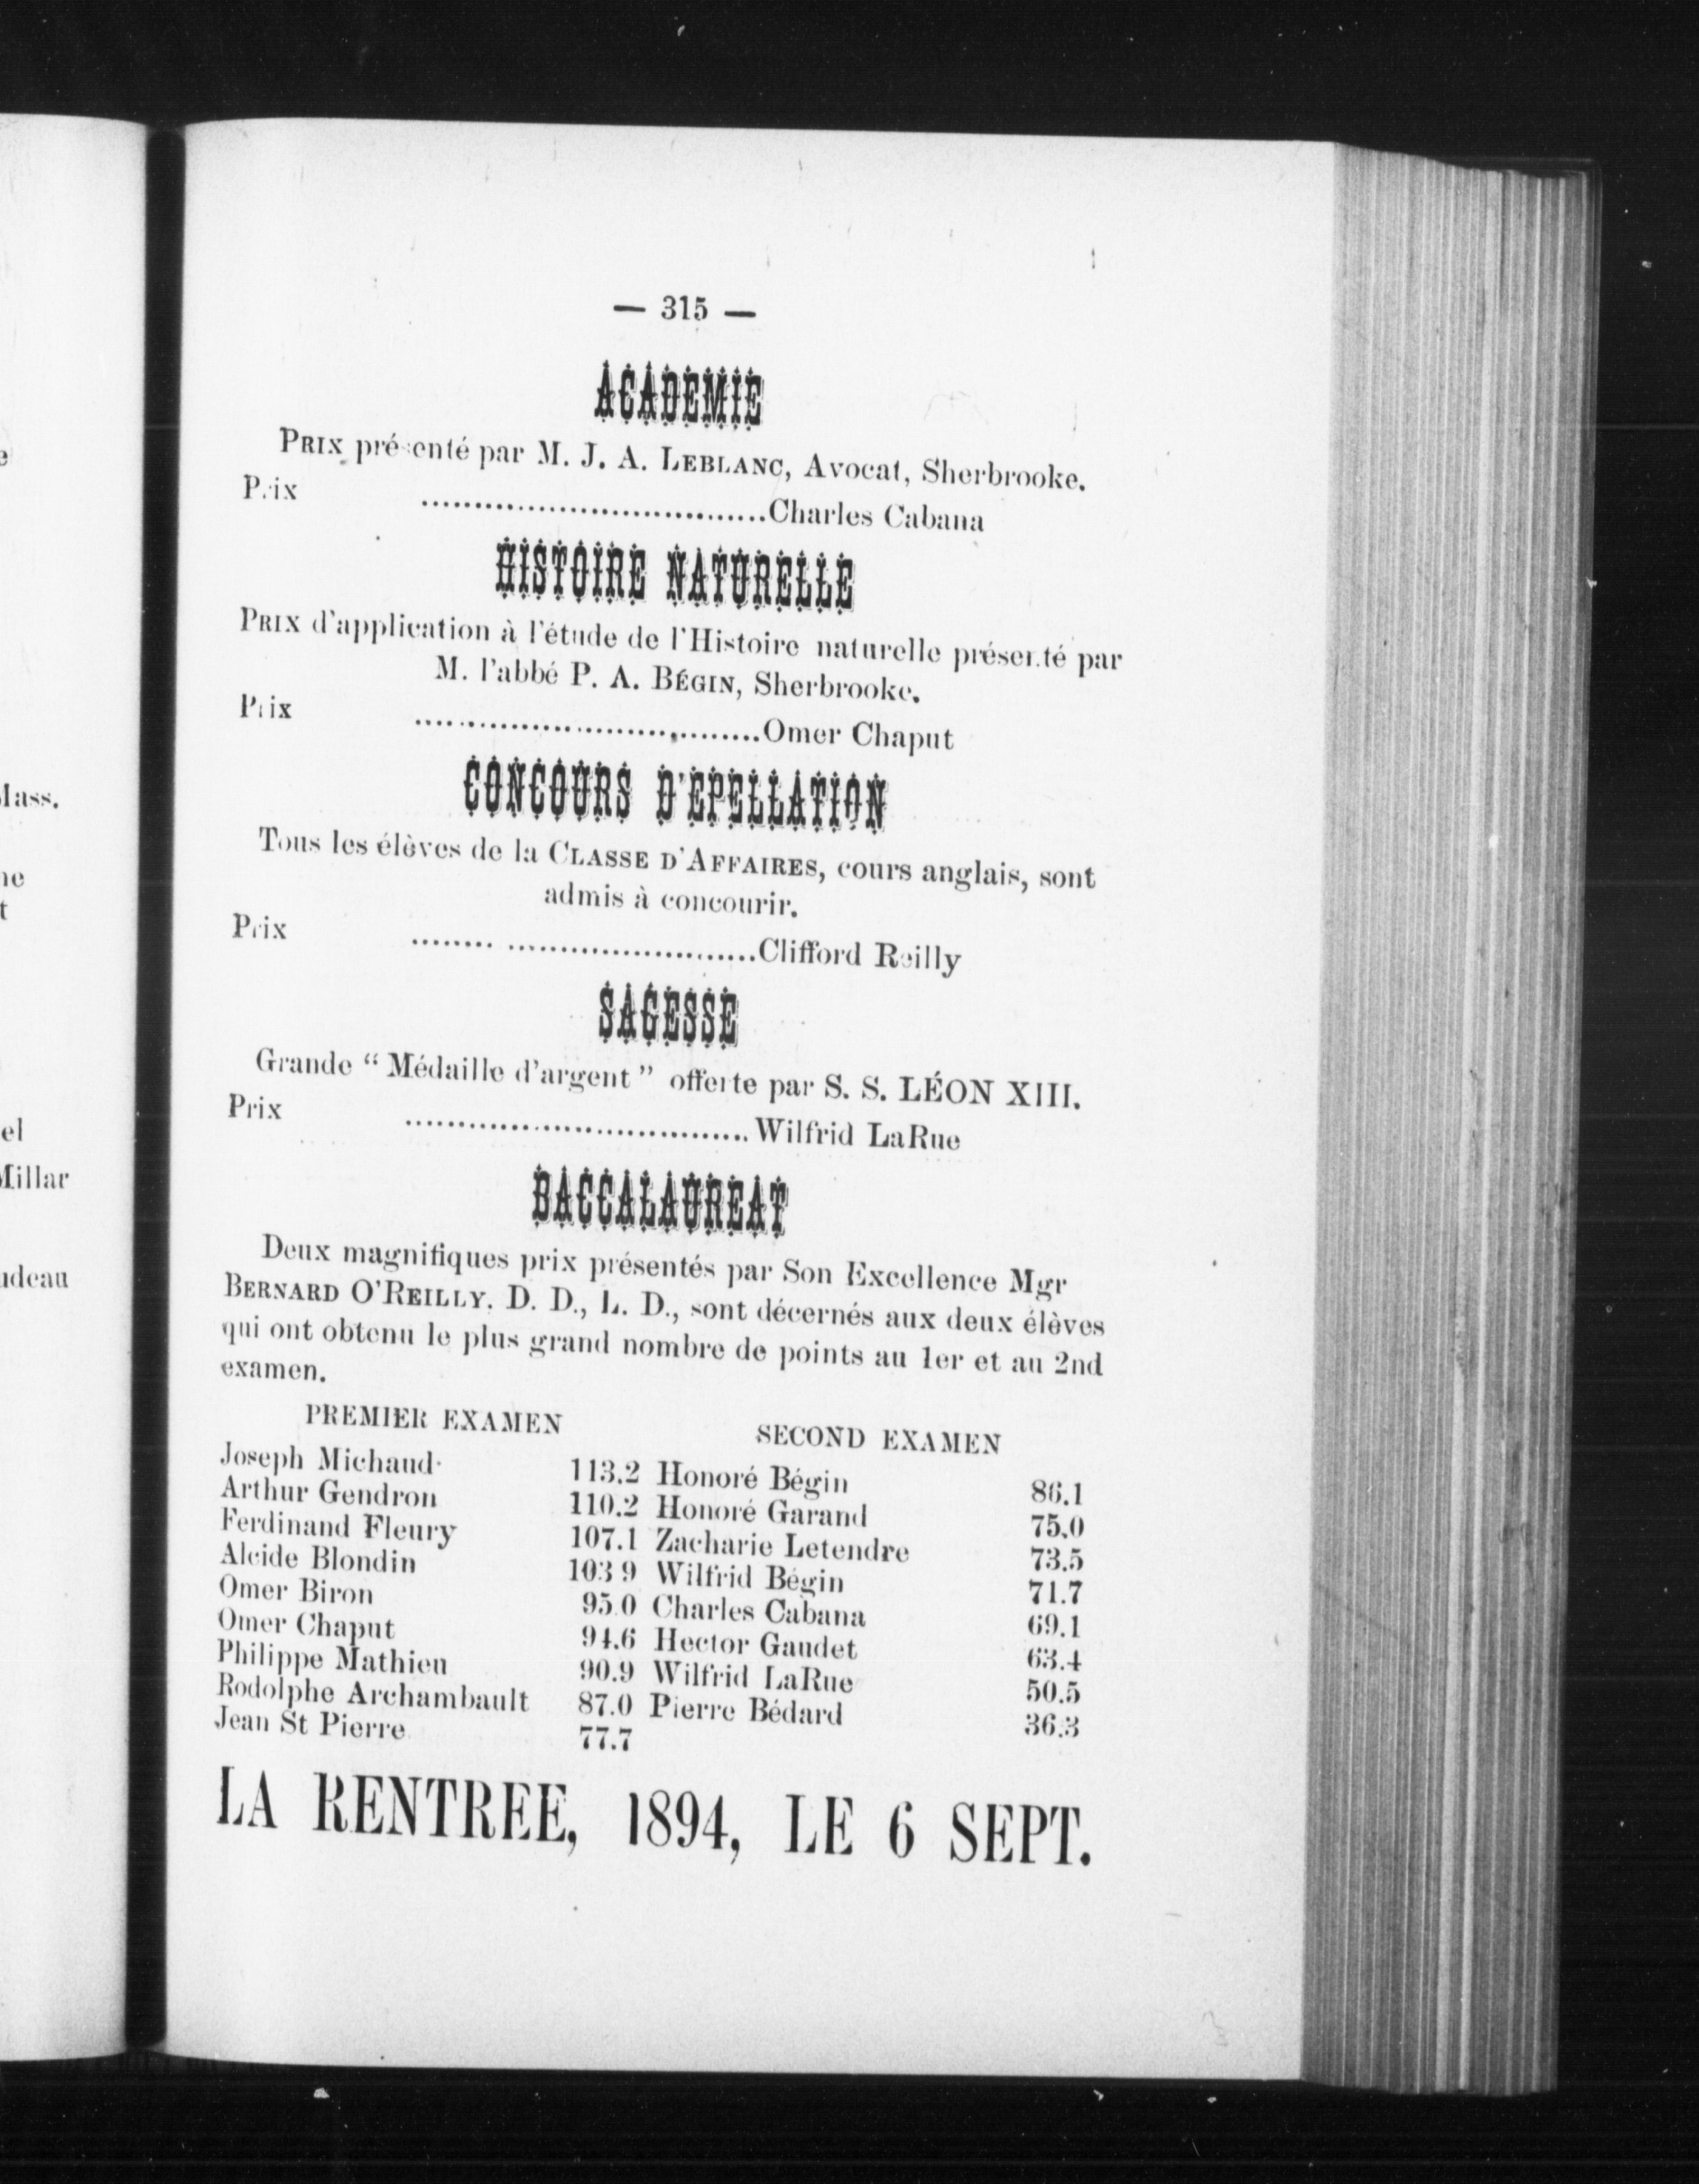 — 315 —
ACADEMIE
PRIX présenté par M. J. A. LEBLANC, Avocat, Sherbrooke.
Prix ..................................Charles Cabana
HISTOIRE NATURELLE
PRIX d'application à l'étude de l'Histoire naturelle présenté par
M. l'abbé P. A. BÉGIN, Sherbrooke.
Prix ..................................Omer Chaput
CONCOURS D'EPELLATION
Tous les élèves de la CLASSE D'AFFAIRES, cours anglais, sont
admis à concourir.
Prix ........ ........................Clifford Reilly
SAGESSE
Grande “ Médaille d'argent ” offerte par S. S. LÉON XIII.
Prix ..................................Wilfrid LaRue
BACCALAUREAT
Deux magnifiques prix présentés par Son Excellence Mgr
BERNARD O'REILLY. D. D., L. D., sont décernés aux deux élèves
qui ont obtenu le plus grand nombre de points au 1er et au 2nd
examen.
PREMIER EXAMEN SECOND EXAMEN
Joseph Michaud 113.2 Honoré Bégin 86.1
Arthur Gendron 110.2 Honoré Garand 75.0
Ferdinand Fleury 107.1 Zacharie Letendre 73.5
Alcide Blondin 103 9 Wilfrid Bégin 71.7
Omer Biron 95.0 Charles Cabana 69.1
Omer Chaput 94.6 Hector Gaudet 63.4
Philippe Mathieu 90.9 Wilfrid LaRue 50.5
Rodolphe Archambault 87.0 Pierre Bédard 36.3
Jean St Pierre 77.7
LA RENTREE, 1894, LE 6 SEPT.